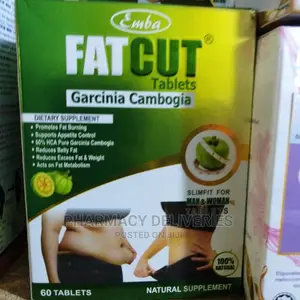 Emba
FATCUT®
Tablets
Garcinia Cambogia
DIETARY SUPPLEMENT
• Promotes Fat Burning
• Supports Appetite Control
• 60% HCA Pure Garcinia Cambogia
• Reduces Belly Fat
• Reduces Excess Fat & Weight
• Acts on Fat Metabolism
SLIMFIT FOR
MAN & WOMAN
PHARMACY DELIVERIES
POSTED ON
100%
NATURAL
60 TABLETS
NATURAL SUPPLEMENT